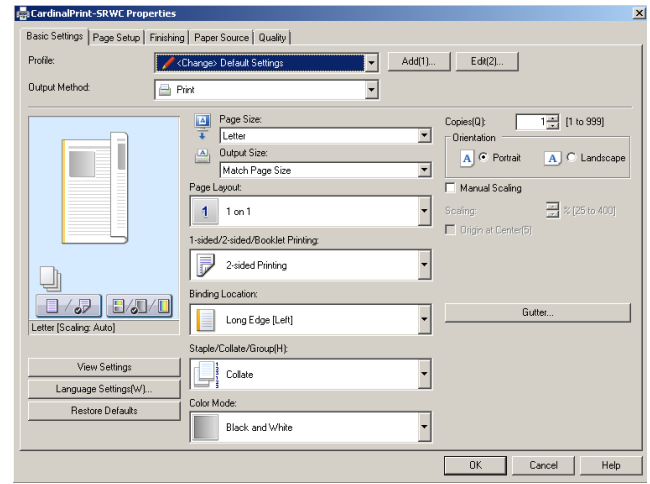 CardinalPrint-SRWC Properties
Basic Settings Page Setup Finishing Paper Source Quality
Profile: <Change> Default Settings Add(1)... Edit(2)...
Output Method: Print
Page Size: Copies(Q): 1 [1 to 999]
Letter Orientation
Output Size: A Portrait A Landscape
Match Page Size
Page Layout: Manual Scaling
1 1 on 1 Scaling: % [25 to 400]
Origin at Center(5)
1-sided/2-sided/Booklet Printing:
2-sided Printing
Binding Location:
Long Edge [Left] Gutter...
Letter [Scaling: Auto]
Staple/Collate/Group(H):
View Settings Collate
Language Settings(W)...
Restore Defaults Color Mode:
Black and White
OK Cancel Help